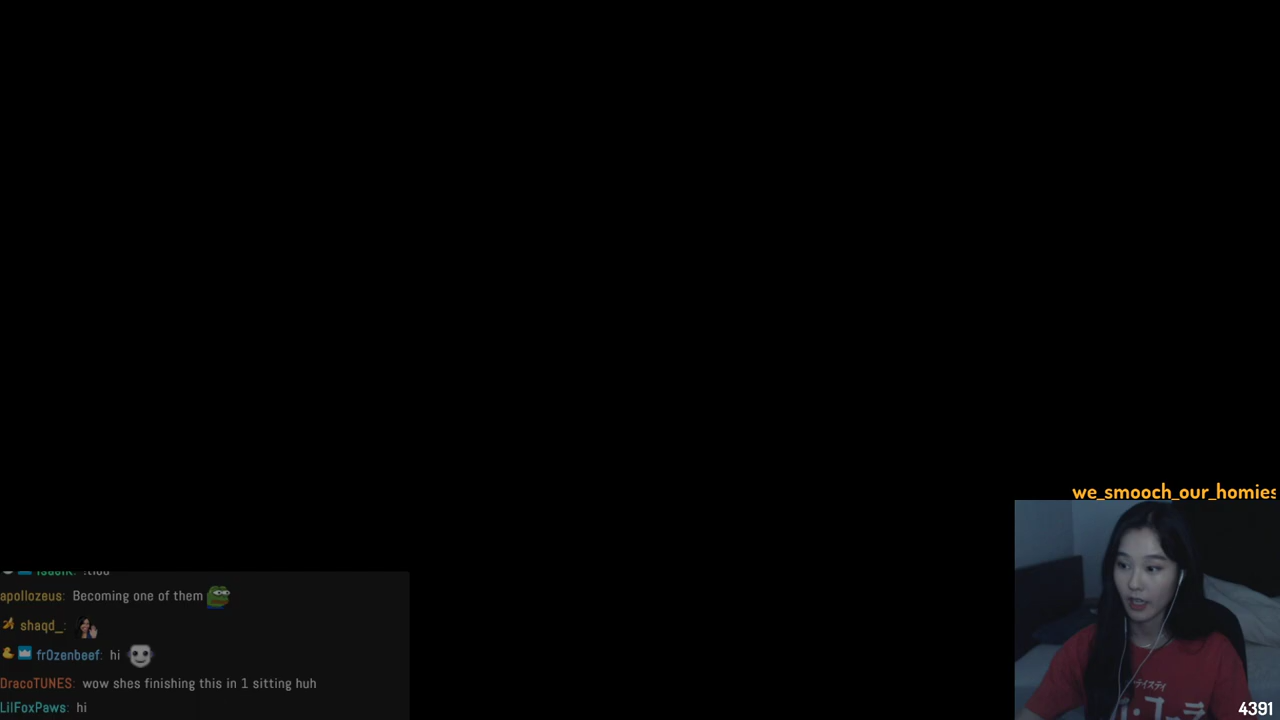 we_smooch_our_homies
apollozeus: Becoming one of them
shaqd_:
fr0zenbeef: hi
DracoTUNES: wow shes finishing this in 1 sitting huh
LilFoxPaws: hi
4391